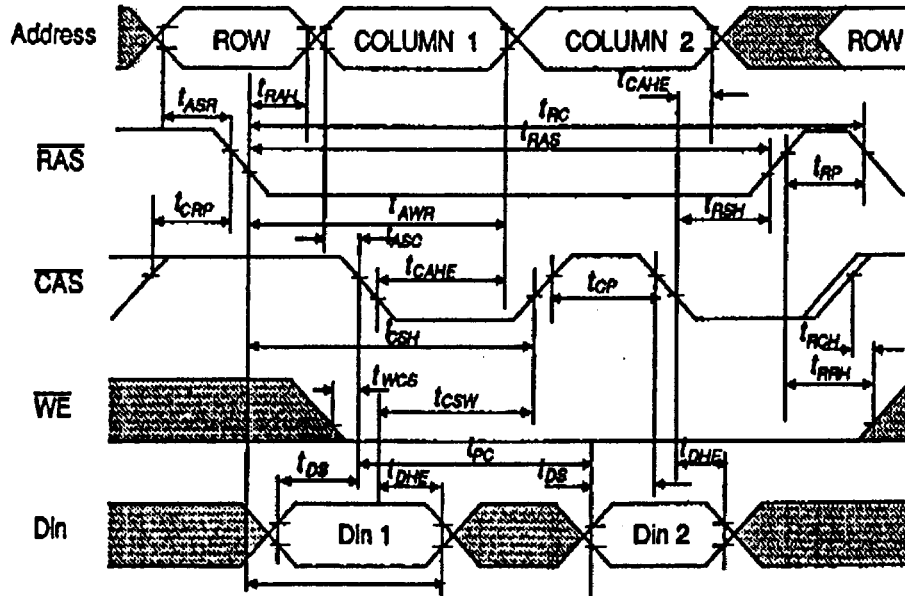 Address ROW COLUMN 1 COLUMN 2 ROW
tCAHE
tRAH
tASR
tRC
tRAS
RAS
tRP
tCRP
tAWR
tRSH
tASC
CAS
tCAHE
tCP
tCSH
tRCH
tWCS
tRRH
WE
tCSW
tPC
tDS
tDHE
tDS
tDHE
Din Din 1 Din 2